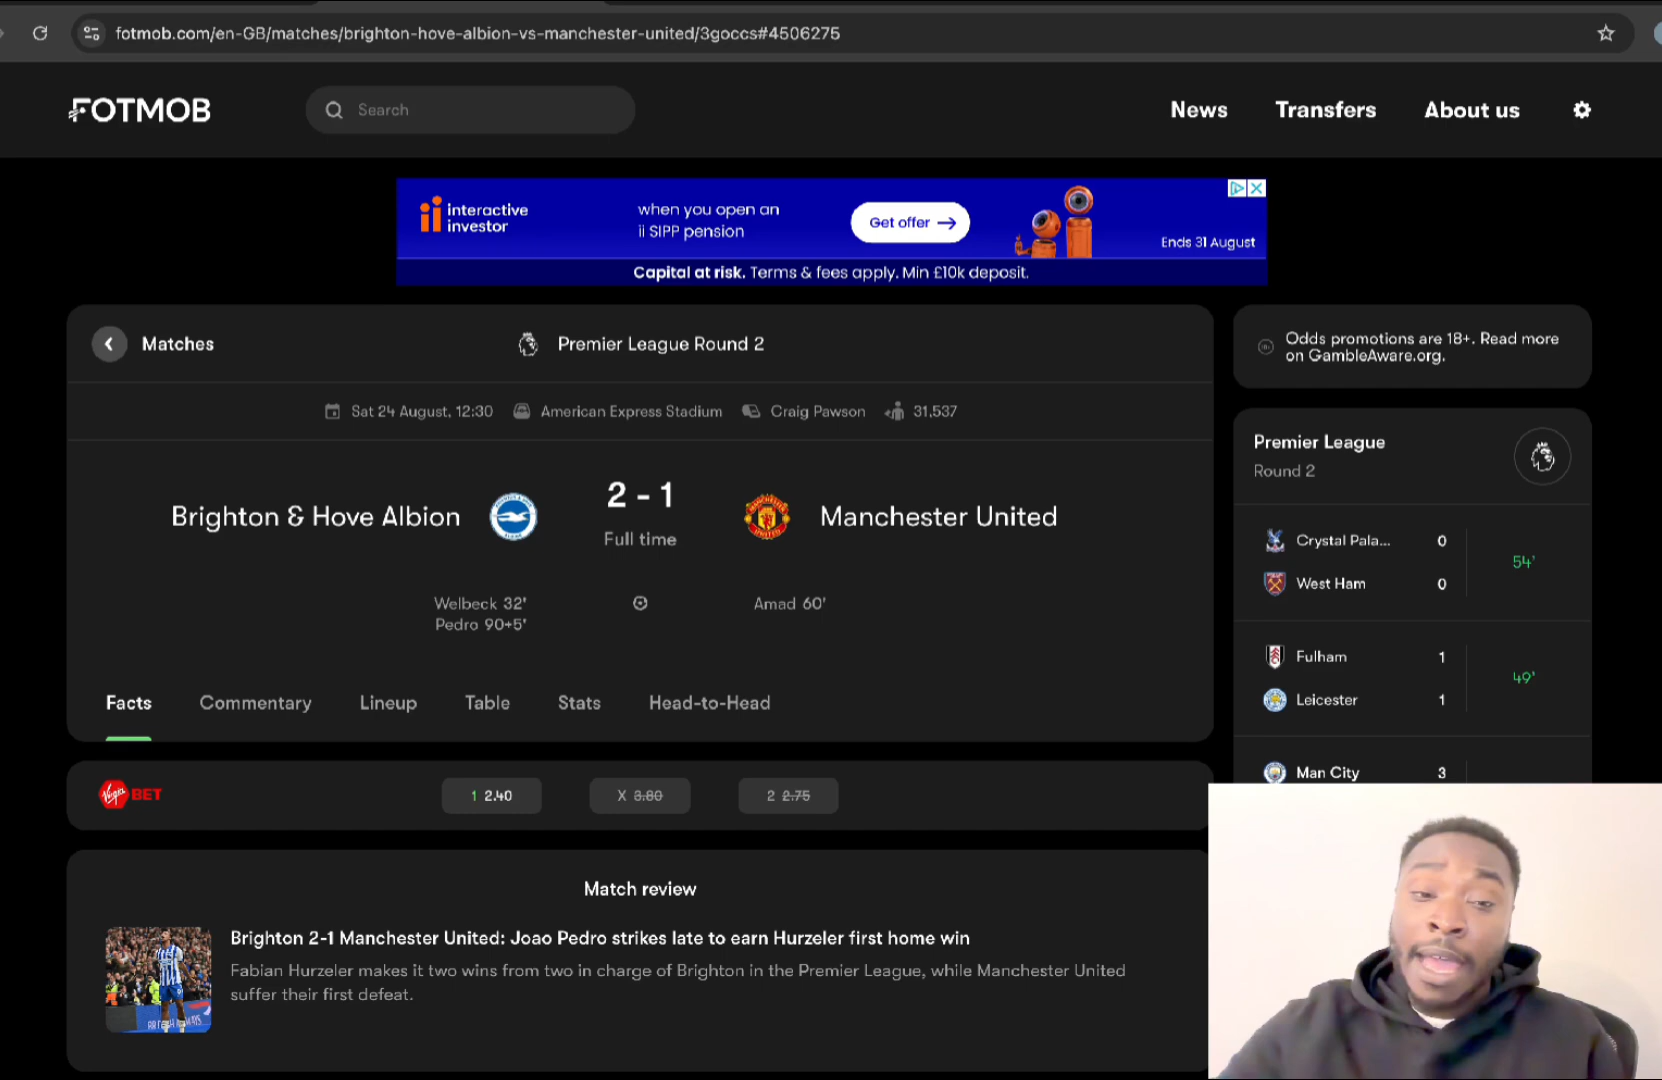 fotmob.com/en-GB/matches/brighton-hove-albion-vs-manchester-united/3goccs#4506275
FOTMOB
Search
News
Transfers
About us
interactive
investor
when you open an
ii SIPP pension
Get offer →
Ends 31 August
Capital at risk. Terms & fees apply. Min £10k deposit.
Matches
Premier League Round 2
Odds promotions are 18+. Read more
on GambleAware.org.
Sat 24 August, 12:30
American Express Stadium
Craig Pawson
31,537
Premier League
Round 2
Brighton & Hove Albion
2 - 1
Full time
Manchester United
Welbeck 32'
Pedro 90+5'
Amad 60'
Crystal Pala... 0
West Ham 0
54'
Fulham 1
Leicester 1
49'
Man City 3
Facts
Commentary
Lineup
Table
Stats
Head-to-Head
Virgin BET
1 2.40
X 3.80
2 2.75
Match review
Brighton 2-1 Manchester United: Joao Pedro strikes late to earn Hurzeler first home win
Fabian Hurzeler makes it two wins from two in charge of Brighton in the Premier League, while Manchester United
suffer their first defeat.